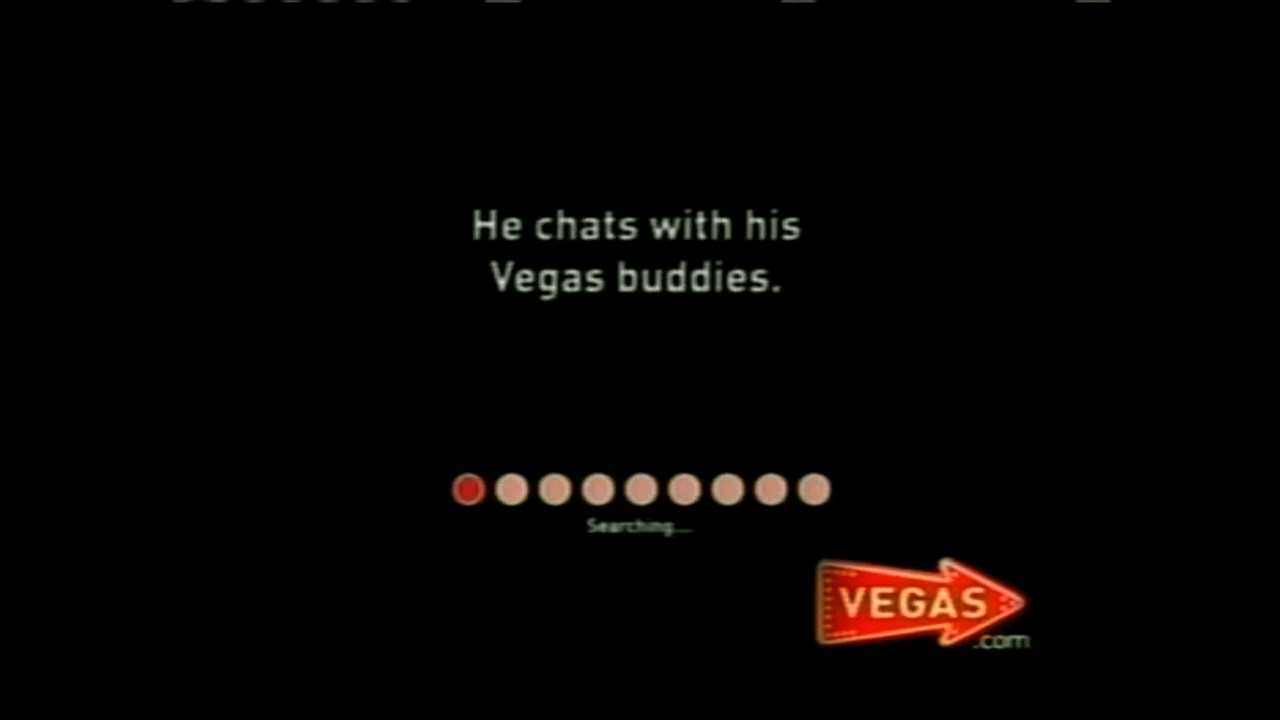 He chats with his
Vegas buddies.
Searching....
VEGAS
.com